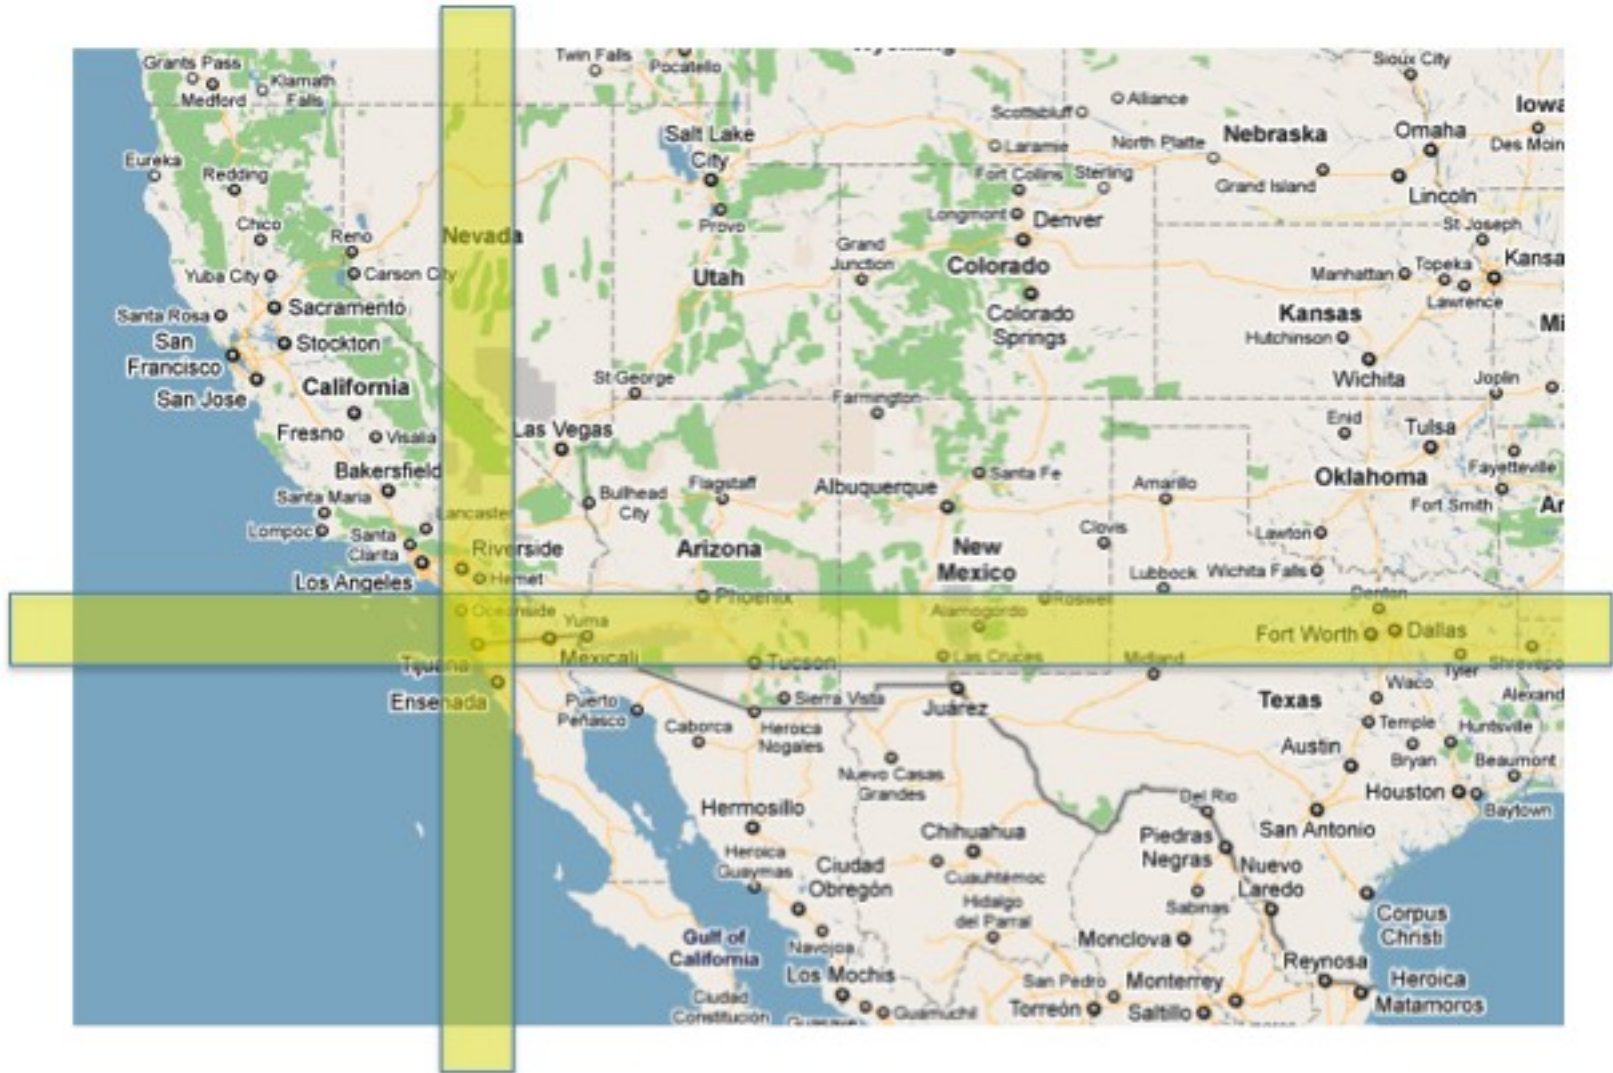 Twin Falls
Pocatello
Grants Pass
Medford
Klamath
Falls
Sioux City
Scottsbluff
Alliance
Iowa
Salt Lake
City
Laramie
North Platte
Nebraska
Omaha
Des Moin
Eureka
Redding
Fort Collins
Sterling
Grand Island
Lincoln
Chico
Reno
Nevada
Provo
Longmont
Denver
St Joseph
Yuba City
Carson City
Utah
Grand
Junction
Colorado
Manhattan
Topeka
Kansa
Lawrence
Santa Rosa
Sacramento
Colorado
Springs
Kansas
Mi
San
Francisco
Stockton
Hutchinson
San Jose
California
St George
Farmington
Wichita
Joplin
Fresno
Visalia
Las Vegas
Enid
Tulsa
Bakersfield
Santa Maria
Lompoc
Lancaster
Bullhead
City
Flagstaff
Albuquerque
Santa Fe
Amarillo
Oklahoma
Fayetteville
Fort Smith
Ar
Santa
Clarita
Riverside
Arizona
New
Mexico
Clovis
Lawton
Los Angeles
Hemet
Lubbock
Wichita Falls
Oceanside
Yuma
Phoenix
Alamogordo
Roswell
Denton
Fort Worth
Dallas
Tijuana
Mexicali
Tucson
Las Cruces
Midland
Tyler
Shrevepo
Ensenada
Puerto
Peñasco
Sierra Vista
Juárez
Texas
Waco
Alexand
Caborca
Heroica
Nogales
Temple
Huntsville
Austin
Bryan
Beaumont
Nuevo Casas
Grandes
Houston
Baytown
Hermosillo
Del Rio
San Antonio
Chihuahua
Piedras
Negras
Heroica
Guaymas
Ciudad
Obregón
Cuauhtémoc
Nuevo
Laredo
Hidalgo
del Parral
Sabinas
Corpus
Christi
Gulf of
California
Navojoa
Monclova
Los Mochis
San Pedro
Monterrey
Reynosa
Heroica
Matamoros
Ciudad
Constitución
Guamuchil
Torreón
Saltillo